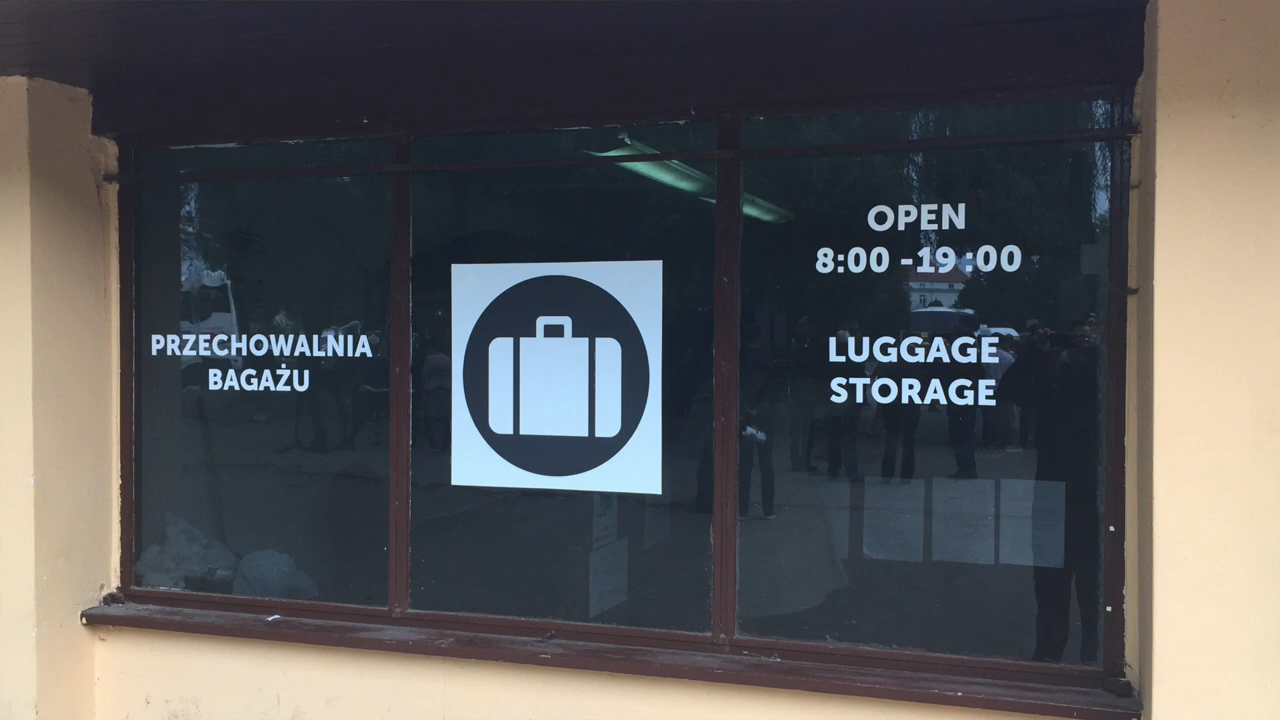 PRZECHOWALNIA
BAGAŻU
OPEN
8:00 -19:00
LUGGAGE
STORAGE